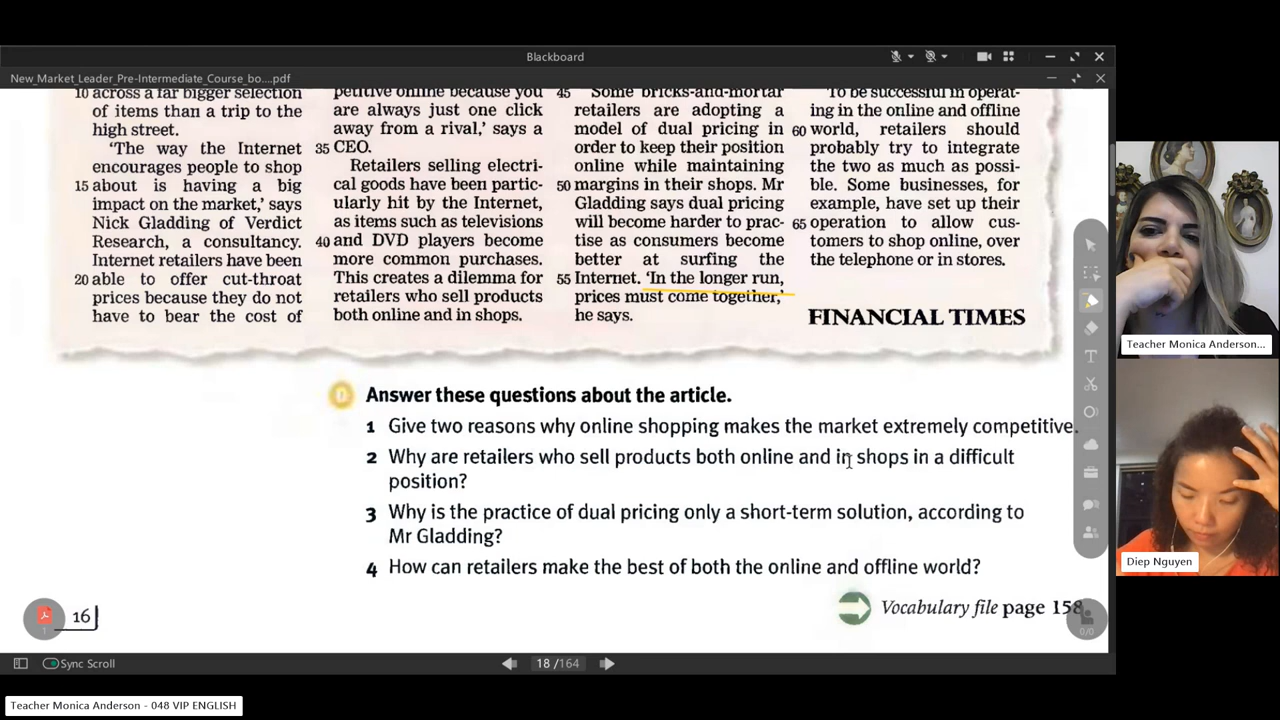 Blackboard
New_Market_Leader_Pre-Intermediate_Course_bo....pdf
10 across a far bigger selection
of items than a trip to the
high street.
'The way the Internet
encourages people to shop
15 about is having a big
impact on the market,' says
Nick Gladding of Verdict
Research, a consultancy.
Internet retailers have been
20 able to offer cut-throat
prices because they do not
have to bear the cost of
petitive online because you
are always just one click
away from a rival,' says a
35 CEO.
Retailers selling electri-
cal goods have been partic-
ularly hit by the Internet,
as items such as televisions
40 and DVD players become
more common purchases.
This creates a dilemma for
retailers who sell products
both online and in shops.
45 Some bricks-and-mortar
retailers are adopting a
model of dual pricing in
order to keep their position
online while maintaining
50 margins in their shops. Mr
Gladding says dual pricing
will become harder to prac-
tise as consumers become
better at surfing the
55 Internet. 'In the longer run,
prices must come together,'
he says.
To be successful in operat-
ing in the online and offline
60 world, retailers should
probably try to integrate
the two as much as possi-
ble. Some businesses, for
example, have set up their
65 operation to allow cus-
tomers to shop online, over
the telephone or in stores.
FINANCIAL TIMES
Answer these questions about the article.
1 Give two reasons why online shopping makes the market extremely competitive.
2 Why are retailers who sell products both online and in shops in a difficult
position?
3 Why is the practice of dual pricing only a short-term solution, according to
Mr Gladding?
4 How can retailers make the best of both the online and offline world?
Vocabulary file page 158
16
1
0/0
Sync Scroll
18 /164
Teacher Monica Anderson...
Diep Nguyen
Teacher Monica Anderson - 048 VIP ENGLISH